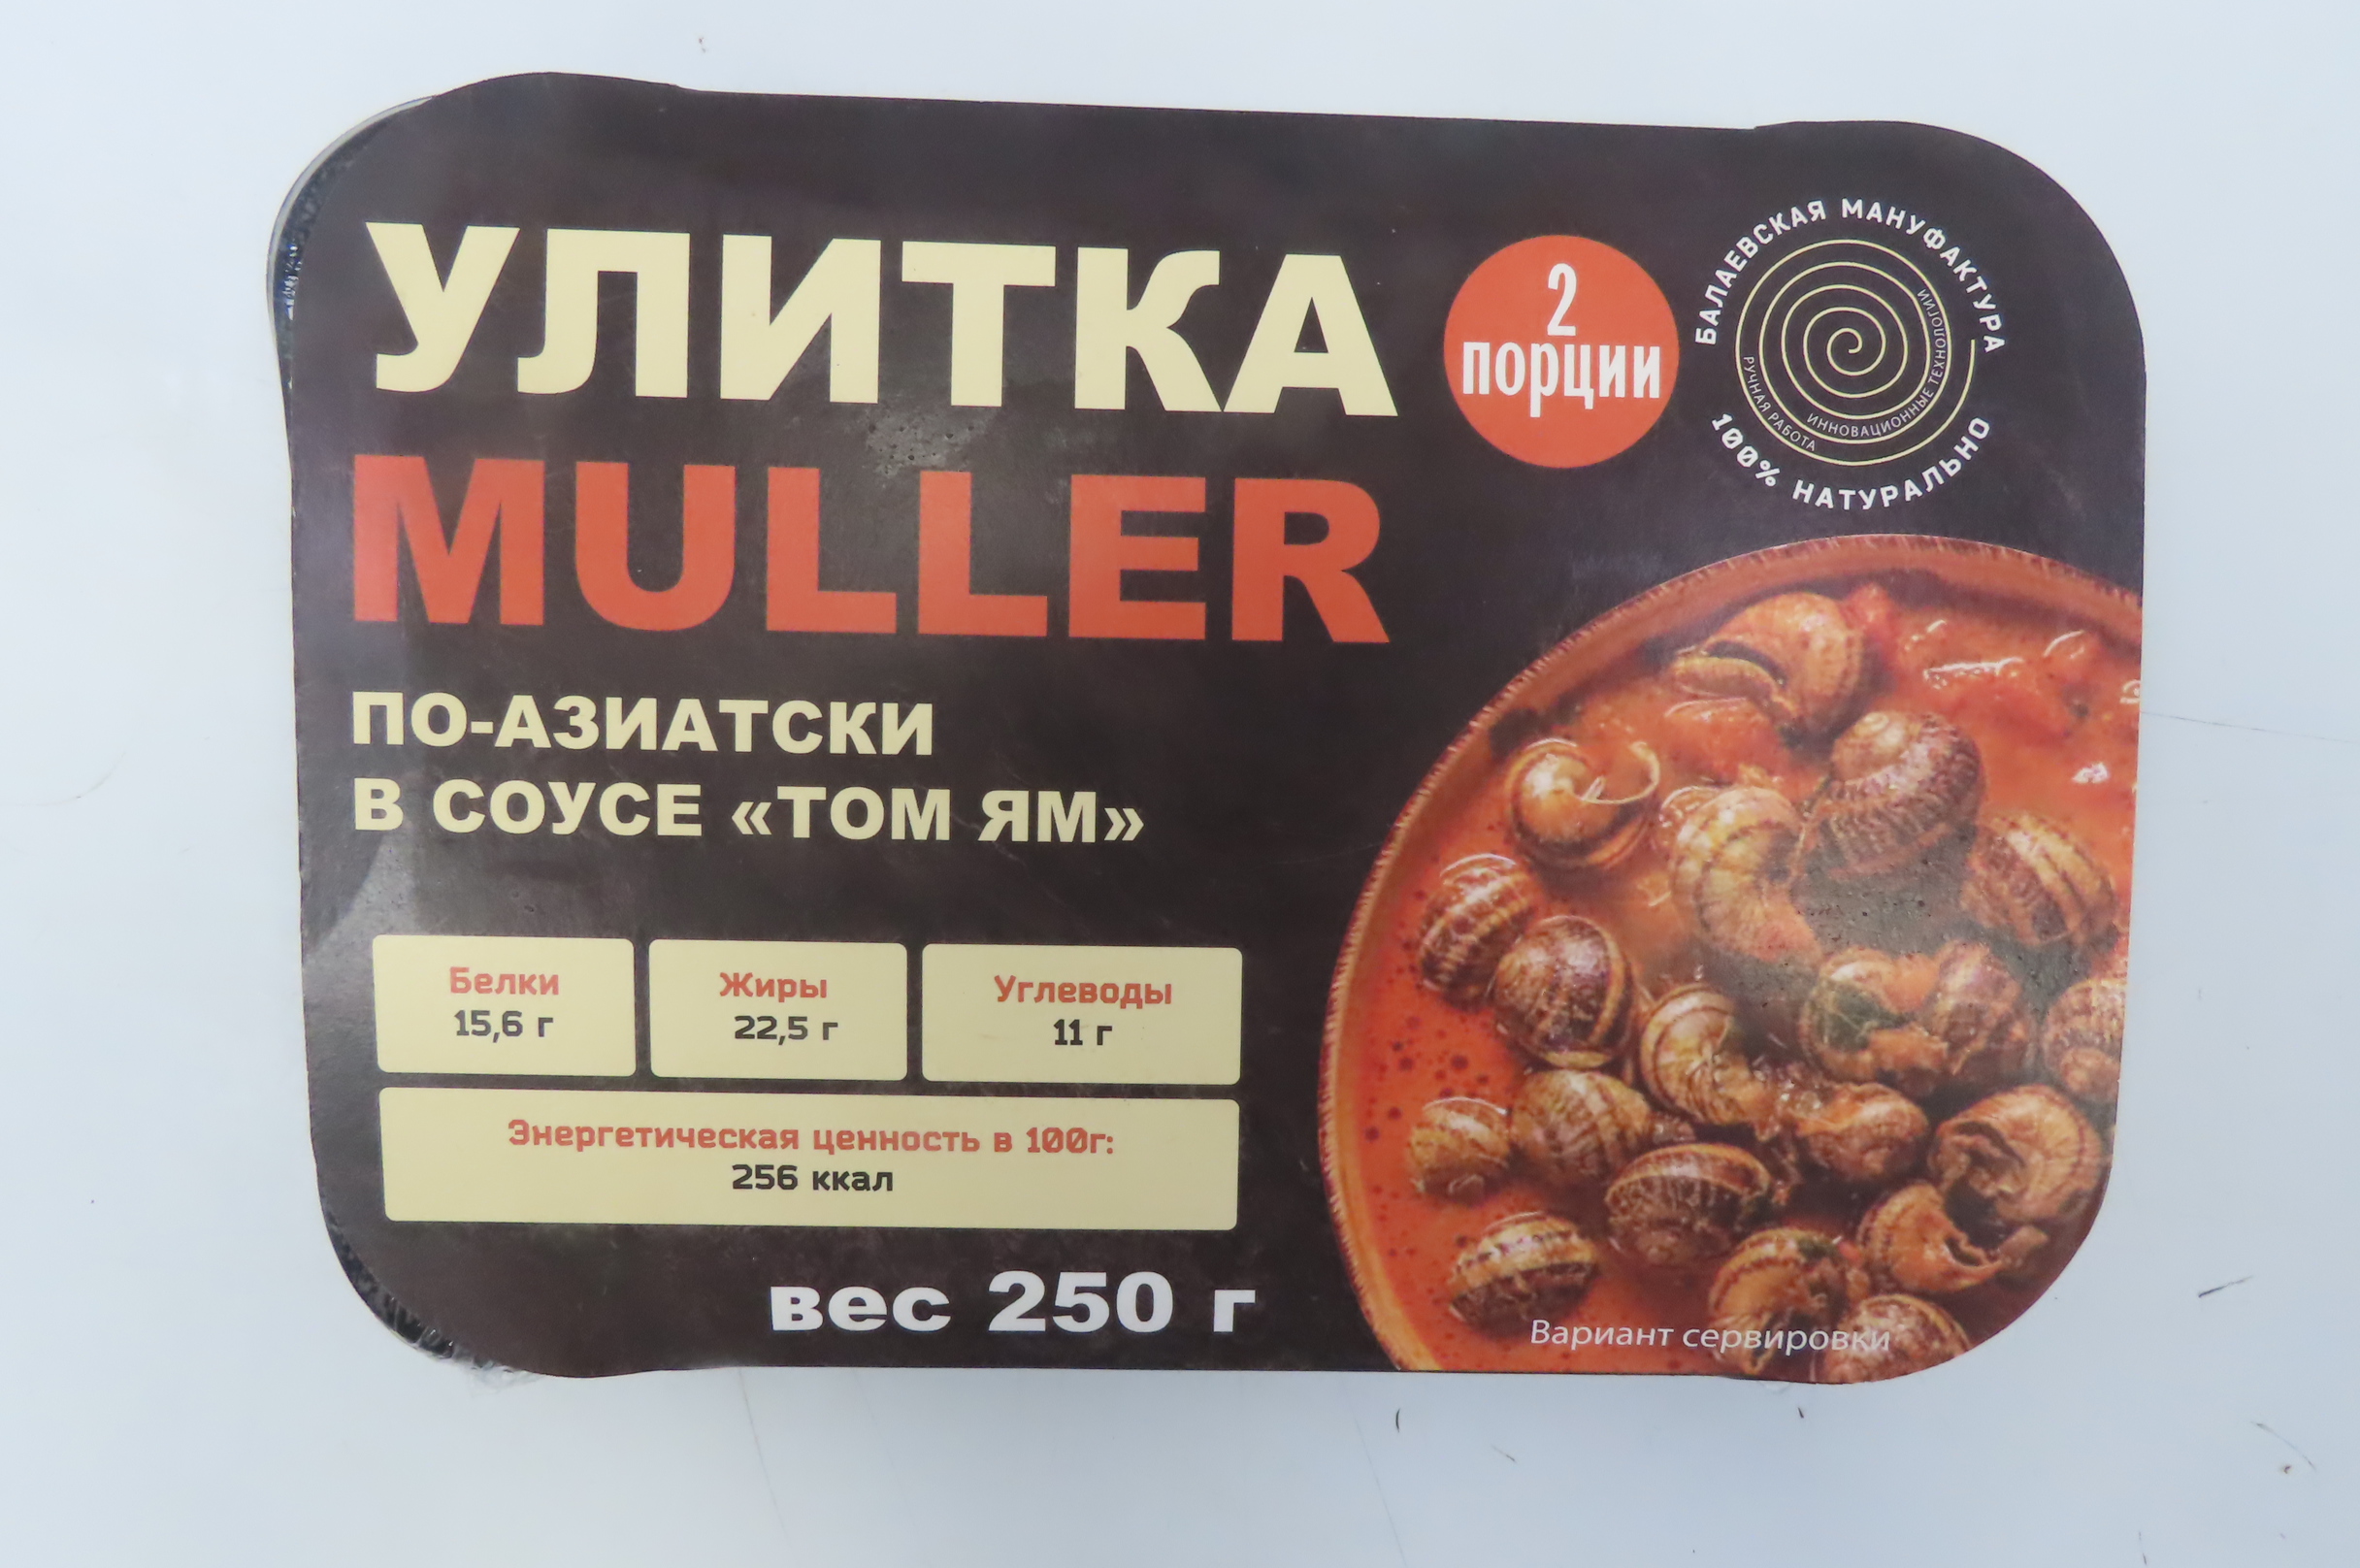 УЛИТКА
MULLER
2
порции
БАЛАЕВСКАЯ МАНУФАКТУРА
РУЧНАЯ РАБОТА
ИННОВАЦИОННЫЕ ТЕХНОЛОГИИ
100% НАТУРАЛЬНО
ПО-АЗИАТСКИ
В СОУСЕ «ТОМ ЯМ»
Белки
15,6 г
Жиры
22,5 г
Углеводы
11 г
Энергетическая ценность в 100г:
256 ккал
вес 250 г
Вариант сервировки